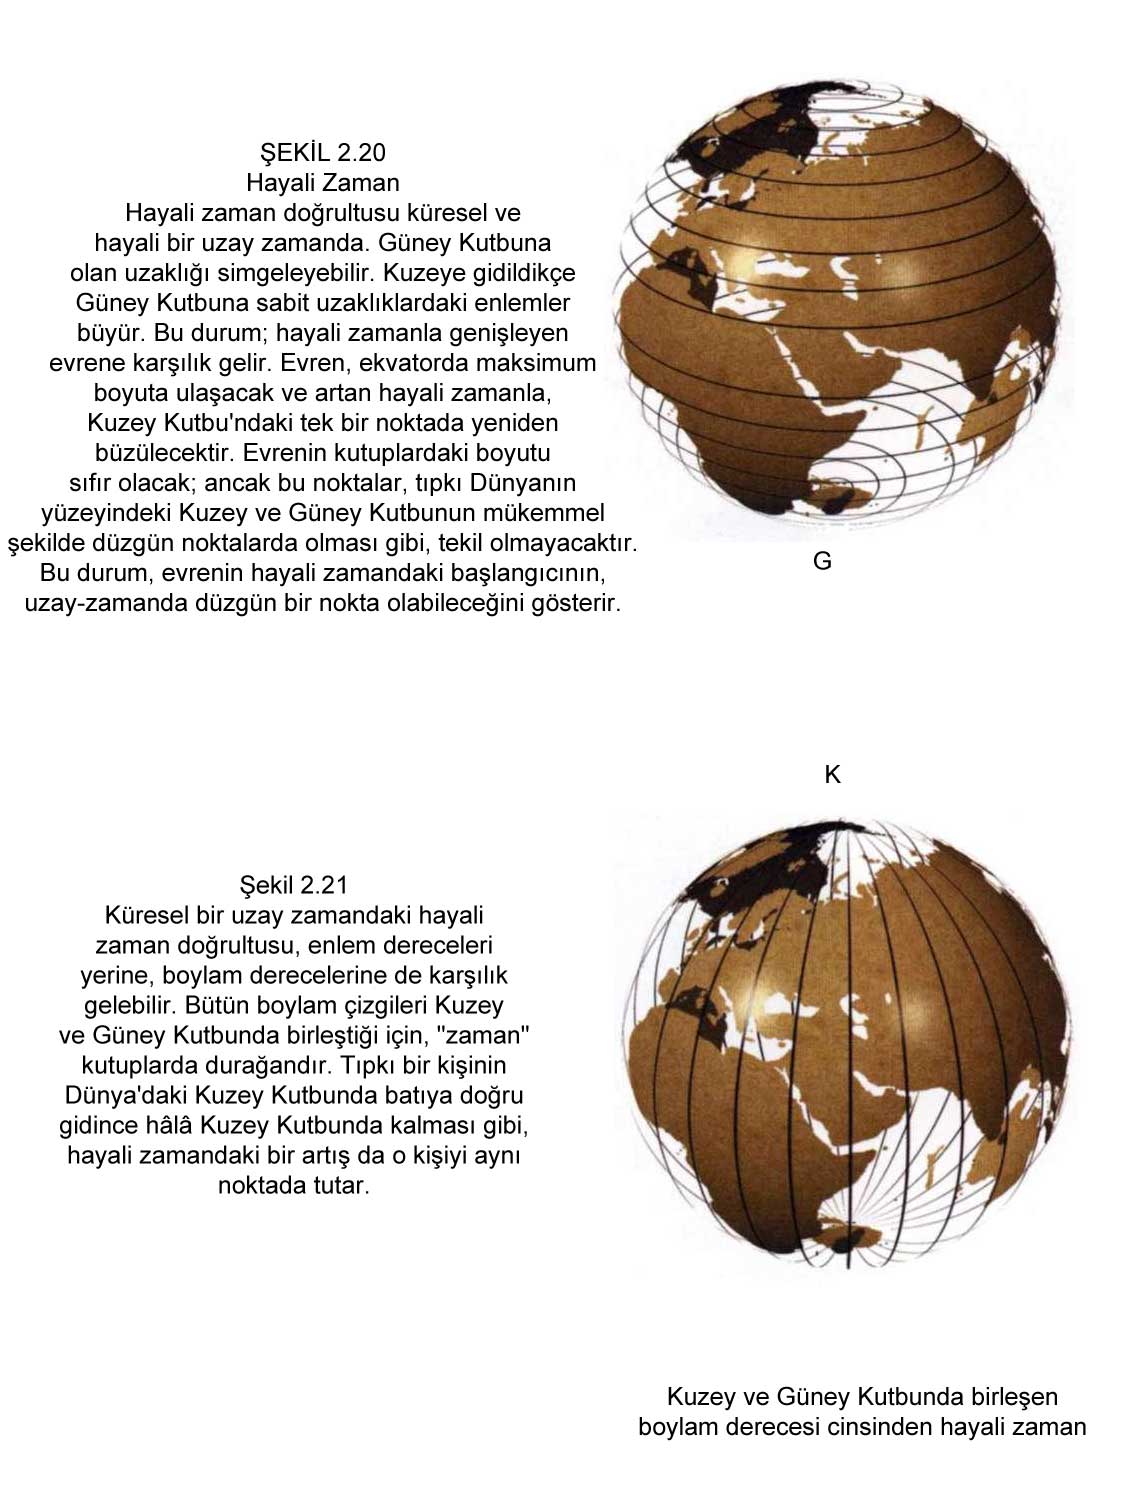 ŞEKİL 2.20
Hayali Zaman
Hayali zaman doğrultusu küresel ve
hayali bir uzay zamanda. Güney Kutbuna
olan uzaklığı simgeleyebilir. Kuzeye gidildikçe
Güney Kutbuna sabit uzaklıklardaki enlemler
büyür. Bu durum; hayali zamanla genişleyen
evrene karşılık gelir. Evren, ekvatorda maksimum
boyuta ulaşacak ve artan hayali zamanla,
Kuzey Kutbu'ndaki tek bir noktada yeniden
büzülecektir. Evrenin kutuplardaki boyutu
sıfır olacak; ancak bu noktalar, tıpkı Dünyanın
yüzeyindeki Kuzey ve Güney Kutbunun mükemmel
şekilde düzgün noktalarda olması gibi, tekil olmayacaktır.
Bu durum, evrenin hayali zamandaki başlangıcının,
uzay-zamanda düzgün bir nokta olabileceğini gösterir.
G
K
Şekil 2.21
Küresel bir uzay zamandaki hayali
zaman doğrultusu, enlem dereceleri
yerine, boylam derecelerine de karşılık
gelebilir. Bütün boylam çizgileri Kuzey
ve Güney Kutbunda birleştiği için, "zaman"
kutuplarda durağandır. Tıpkı bir kişinin
Dünya'daki Kuzey Kutbunda batıya doğru
gidince hâlâ Kuzey Kutbunda kalması gibi,
hayali zamandaki bir artış da o kişiyi aynı
noktada tutar.
Kuzey ve Güney Kutbunda birleşen
boylam derecesi cinsinden hayali zaman